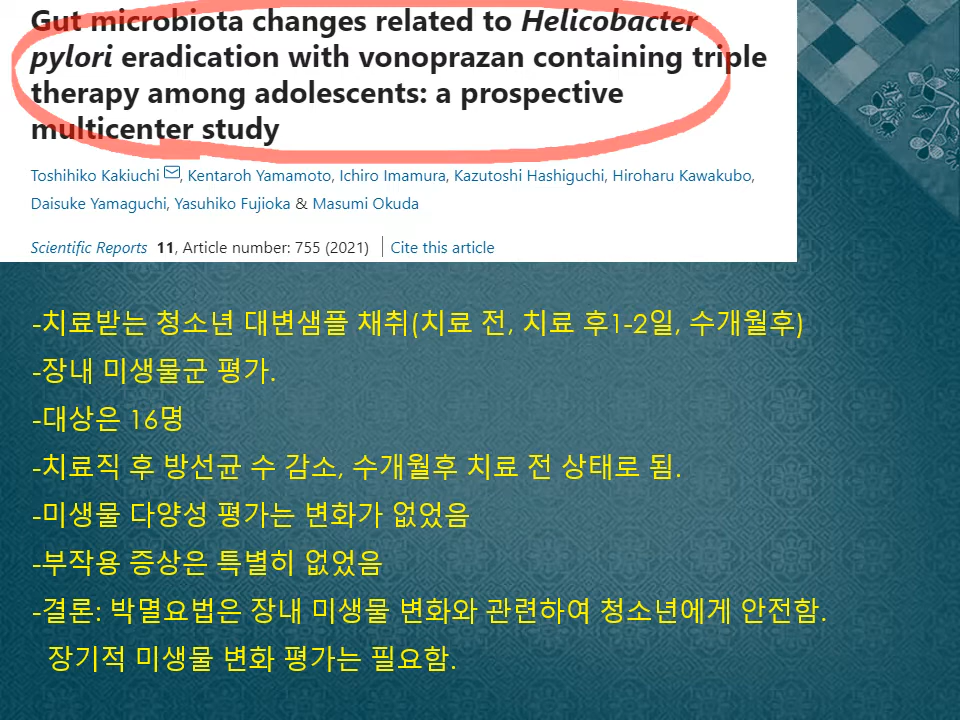 Gut microbiota changes related to Helicobacter
pylori eradication with vonoprazan containing triple
therapy among adolescents: a prospective
multicenter study
Toshihiko Kakiuchi, Kentaroh Yamamoto, Ichiro Imamura, Kazutoshi Hashiguchi, Hiroharu Kawakubo,
Daisuke Yamaguchi, Yasuhiko Fujioka & Masumi Okuda
Scientific Reports 11, Article number: 755 (2021) | Cite this article
-치료받는 청소년 대변샘플 채취(치료 전, 치료 후1-2일, 수개월후)
-장내 미생물군 평가.
-대상은 16명
-치료직 후 방선균 수 감소, 수개월후 치료 전 상태로 됨.
-미생물 다양성 평가는 변화가 없었음
-부작용 증상은 특별히 없었음
-결론: 박멸요법은 장내 미생물 변화와 관련하여 청소년에게 안전함.
장기적 미생물 변화 평가는 필요함.